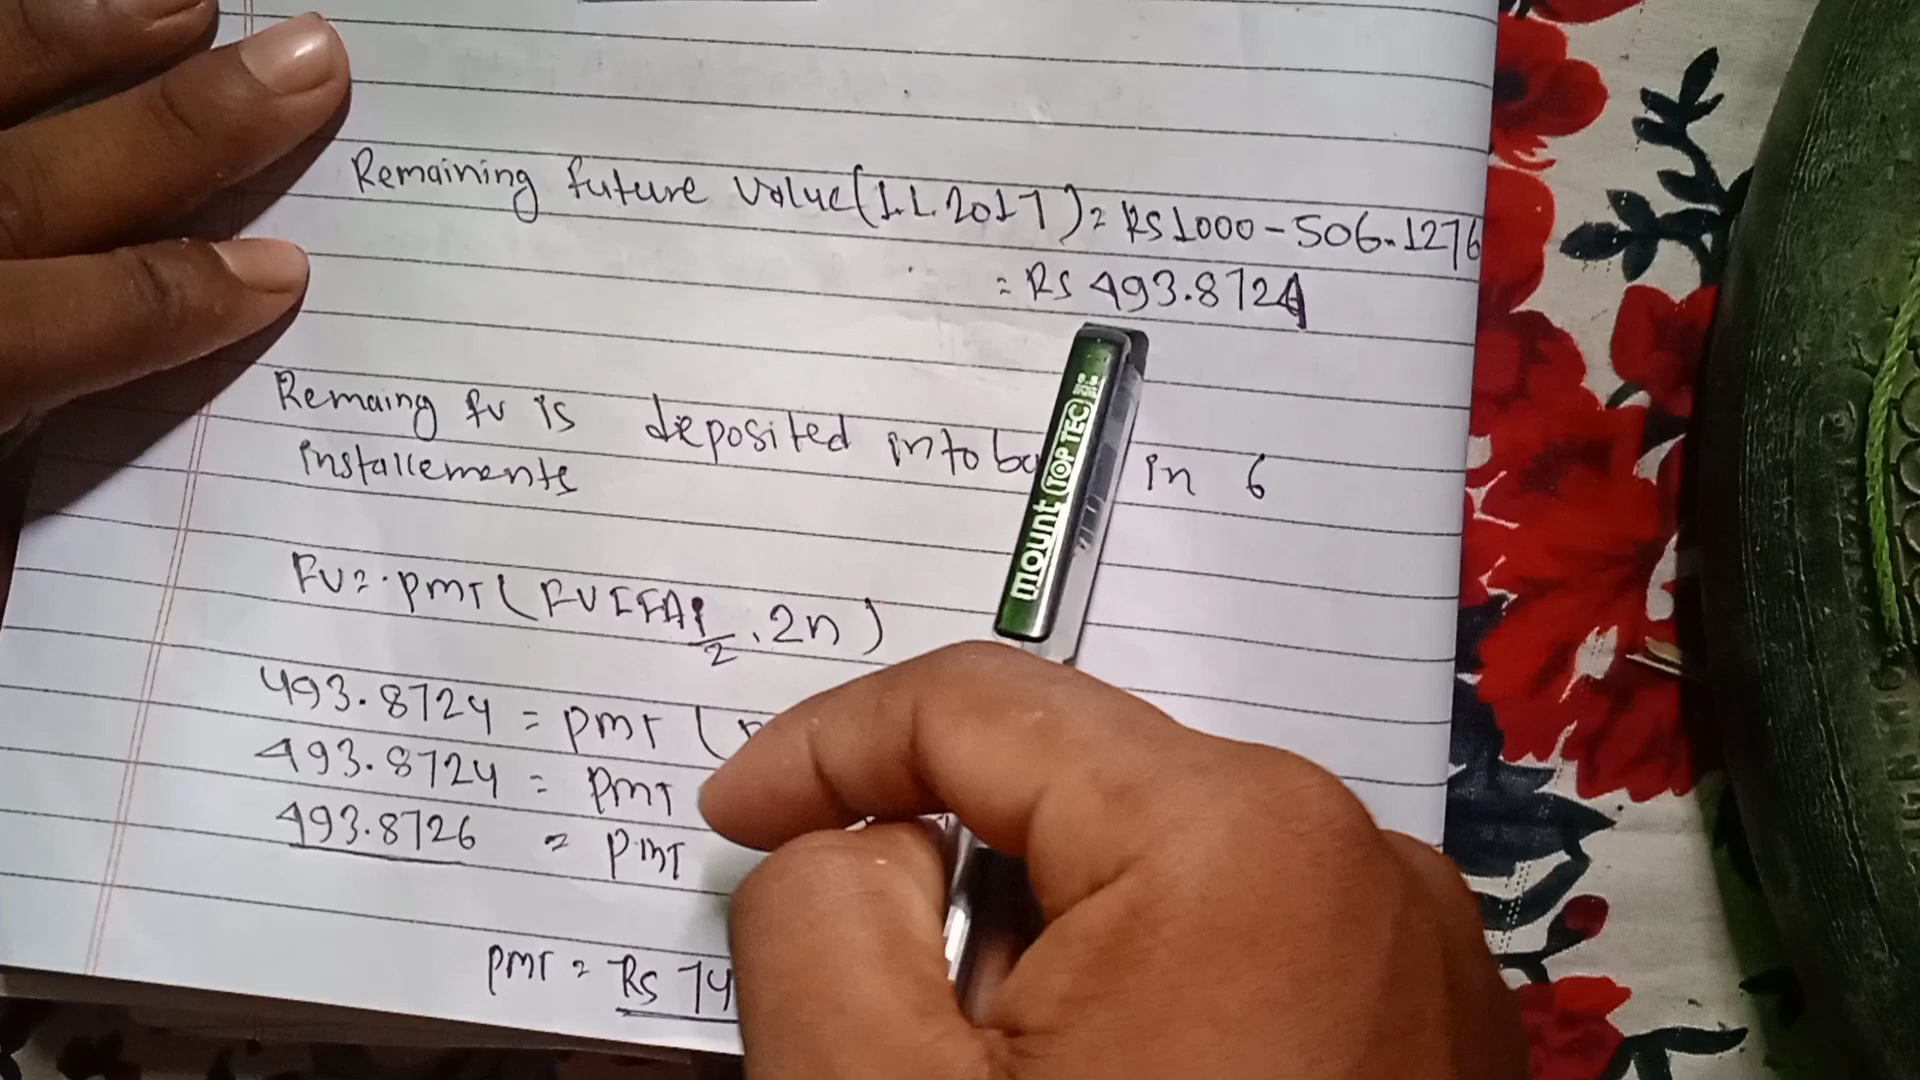 Remaining future value (1.1.2017) = RS 1000 - 506.1276
= RS 493.8724
Remaing fv is deposited into in 6
installements
FV = PMT ( FVIFA i/2 , 2n )
493.8724 = PMT (
493.8724 = PMT
493.8726 = PMT
PMT = Rs 74
mount TOP TEC